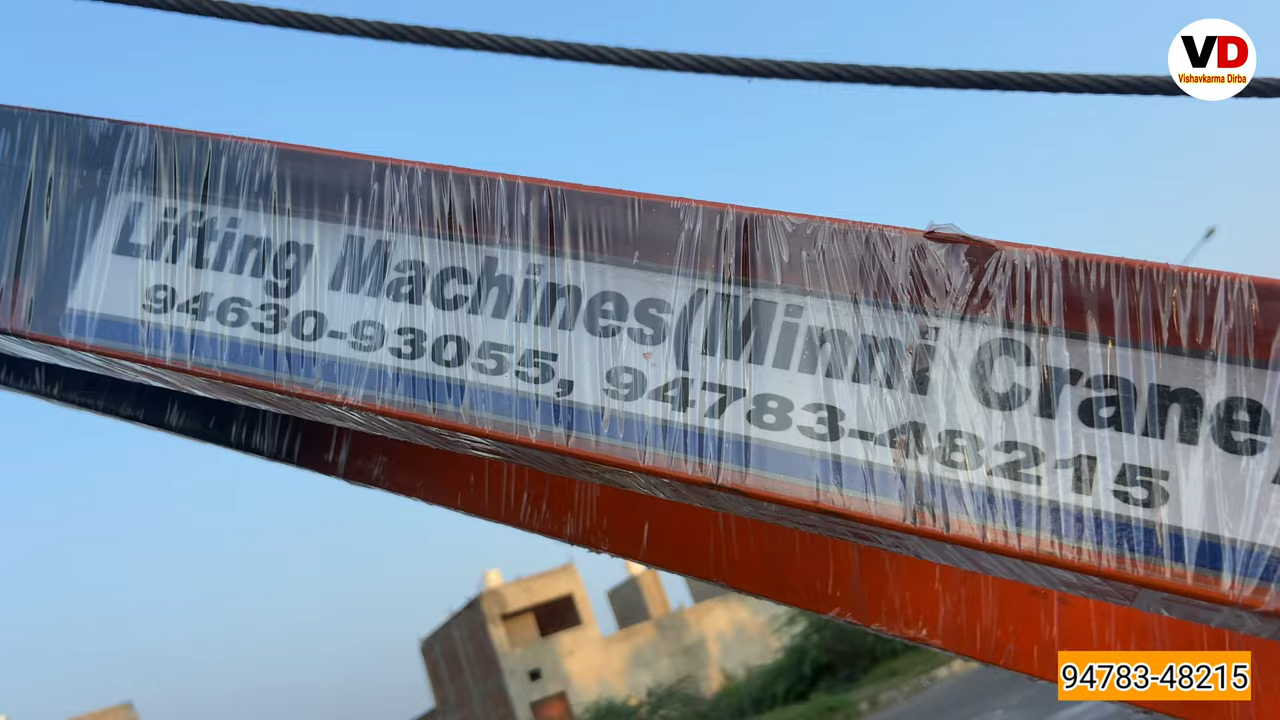 VD
Vishavkarma Dirba
Lifting Machines(Minni Crane
94630-93055, 94783-48215
94783-48215